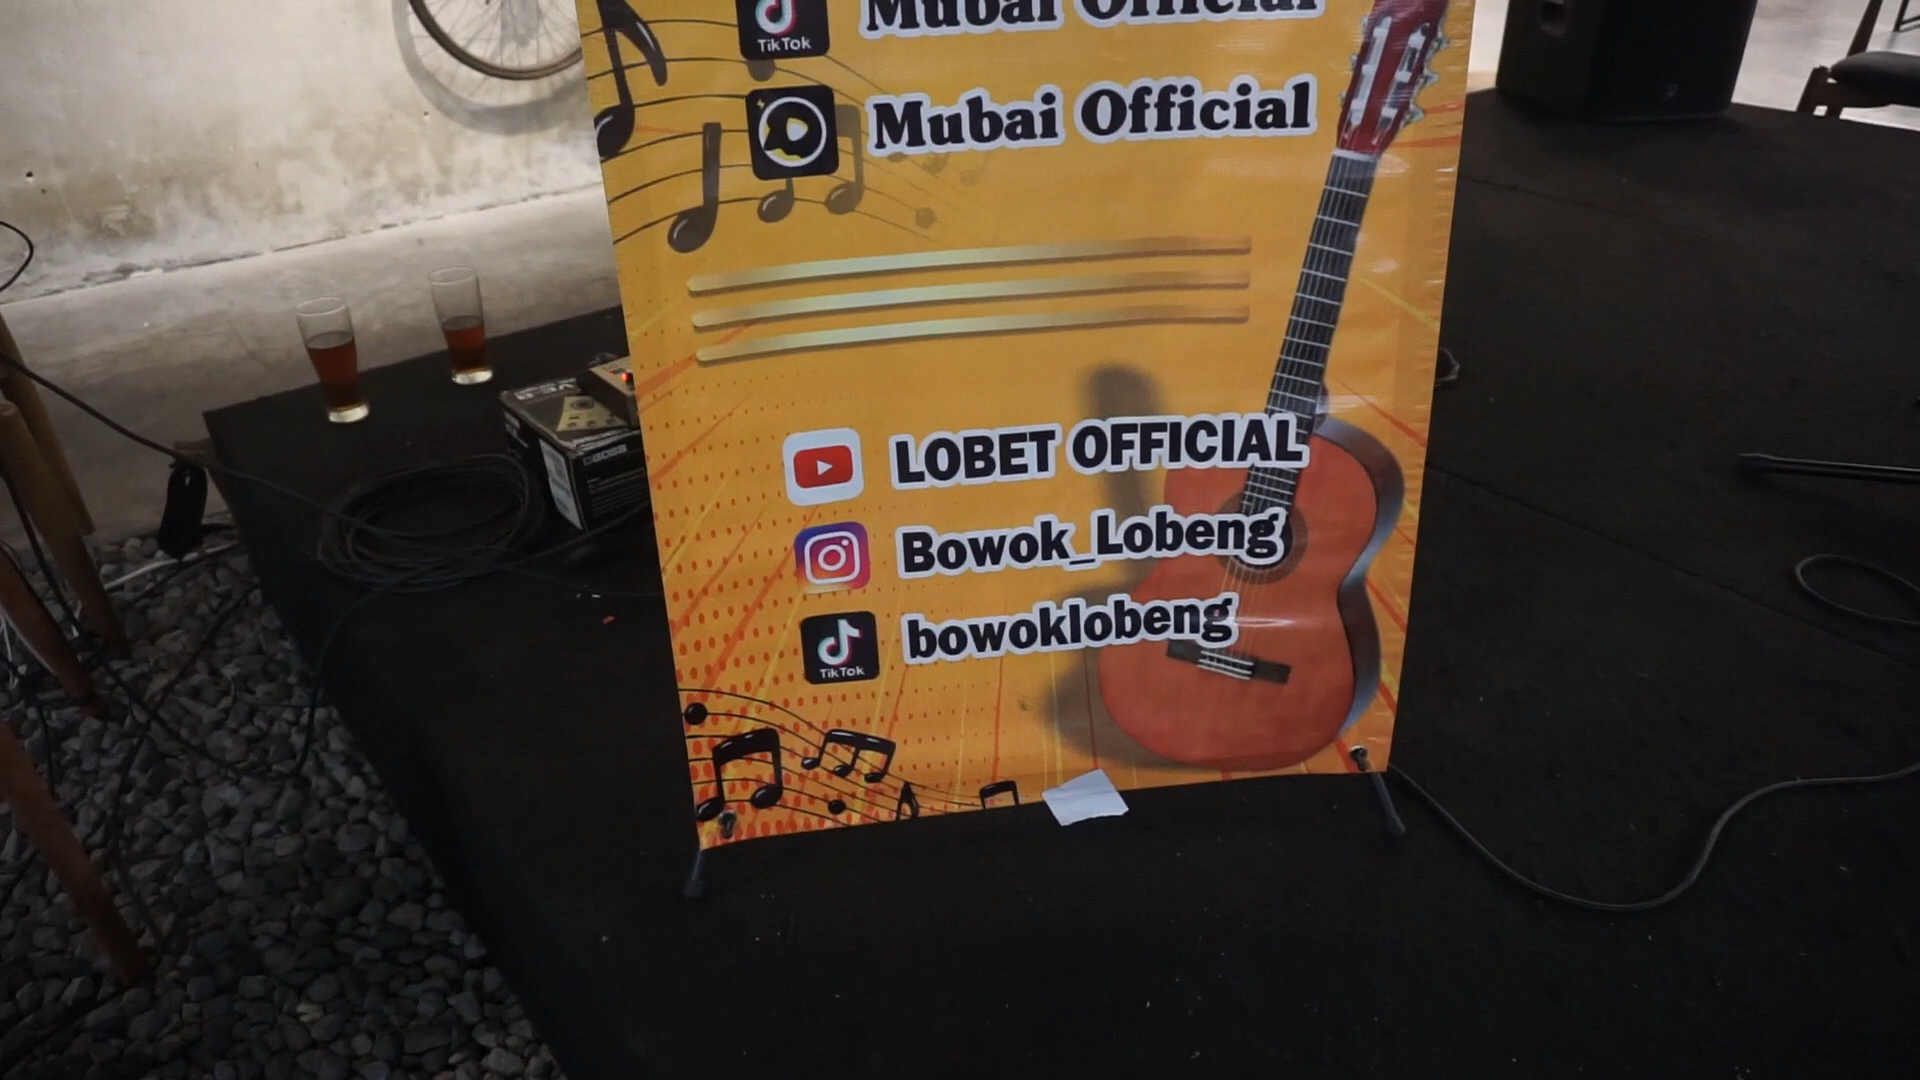 TikTok
Mubai Official
Mubai Official
LOBET OFFICIAL
Bowok_Lobeng
TikTok
bowoklobeng
BOSS